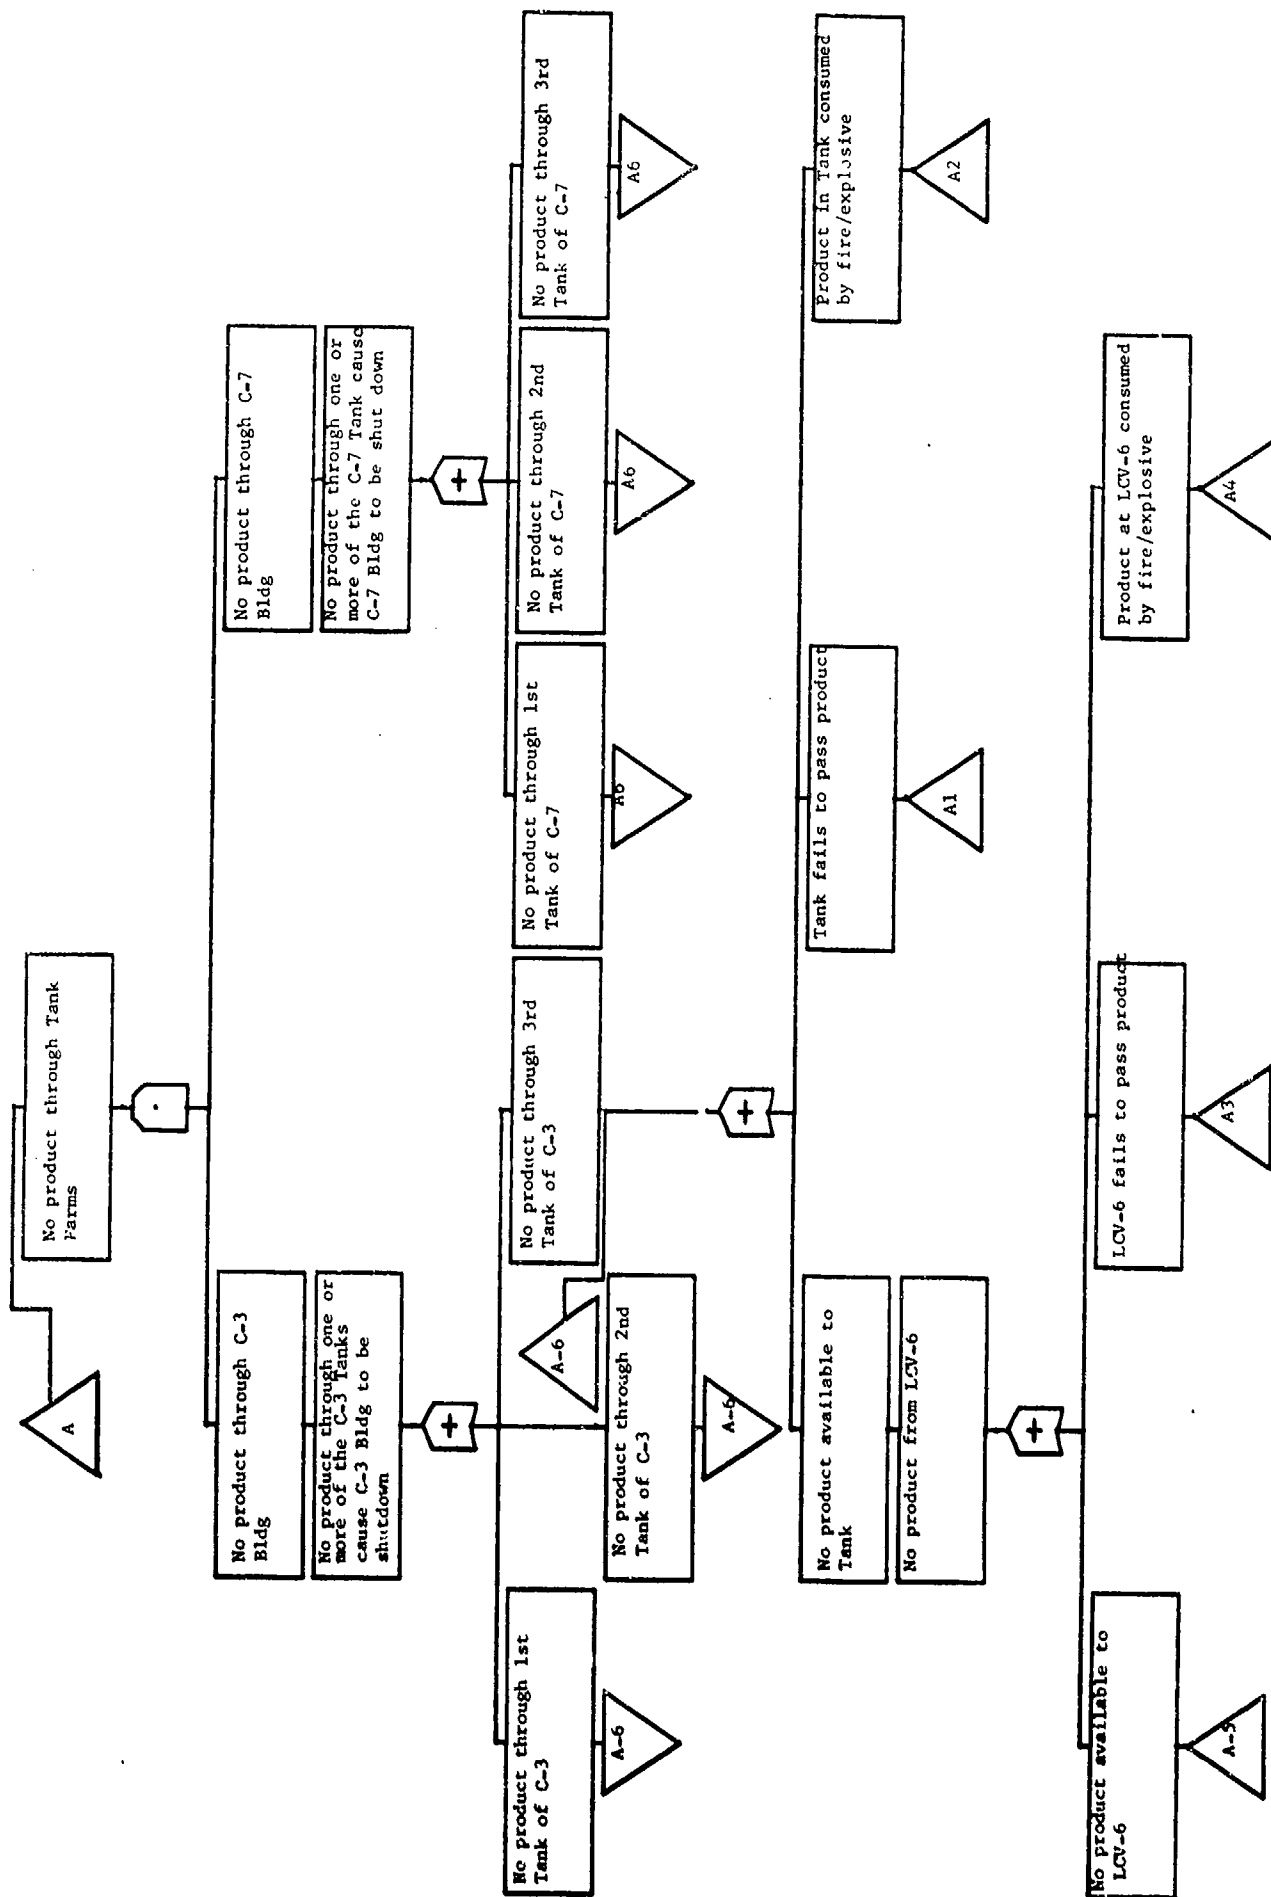 A
No product through Tank
Farms
No product through C-3
Bldg
No product through one or
more of the C-3 Tanks
cause C-3 Bldg to be
shutdown
No product through C-7
Bldg
No product through one or
more of the C-7 Tank cause
C-7 Bldg to be shut down
No product through 1st
Tank of C-3
A-6
A-6
No product through 2nd
Tank of C-3
A-6
No product through 3rd
Tank of C-3
No product through 1st
Tank of C-7
A6
No product through 2nd
Tank of C-7
A6
No product through 3rd
Tank of C-7
A6
No product available to
Tank
No product from LCV-6
Tank fails to pass product
A1
Product in Tank consumed
by fire/explosive
A2
No product available to
LCV-6
A-5
LCV-6 fails to pass product
A3
Product at LCV-6 consumed
by fire/explosive
A4